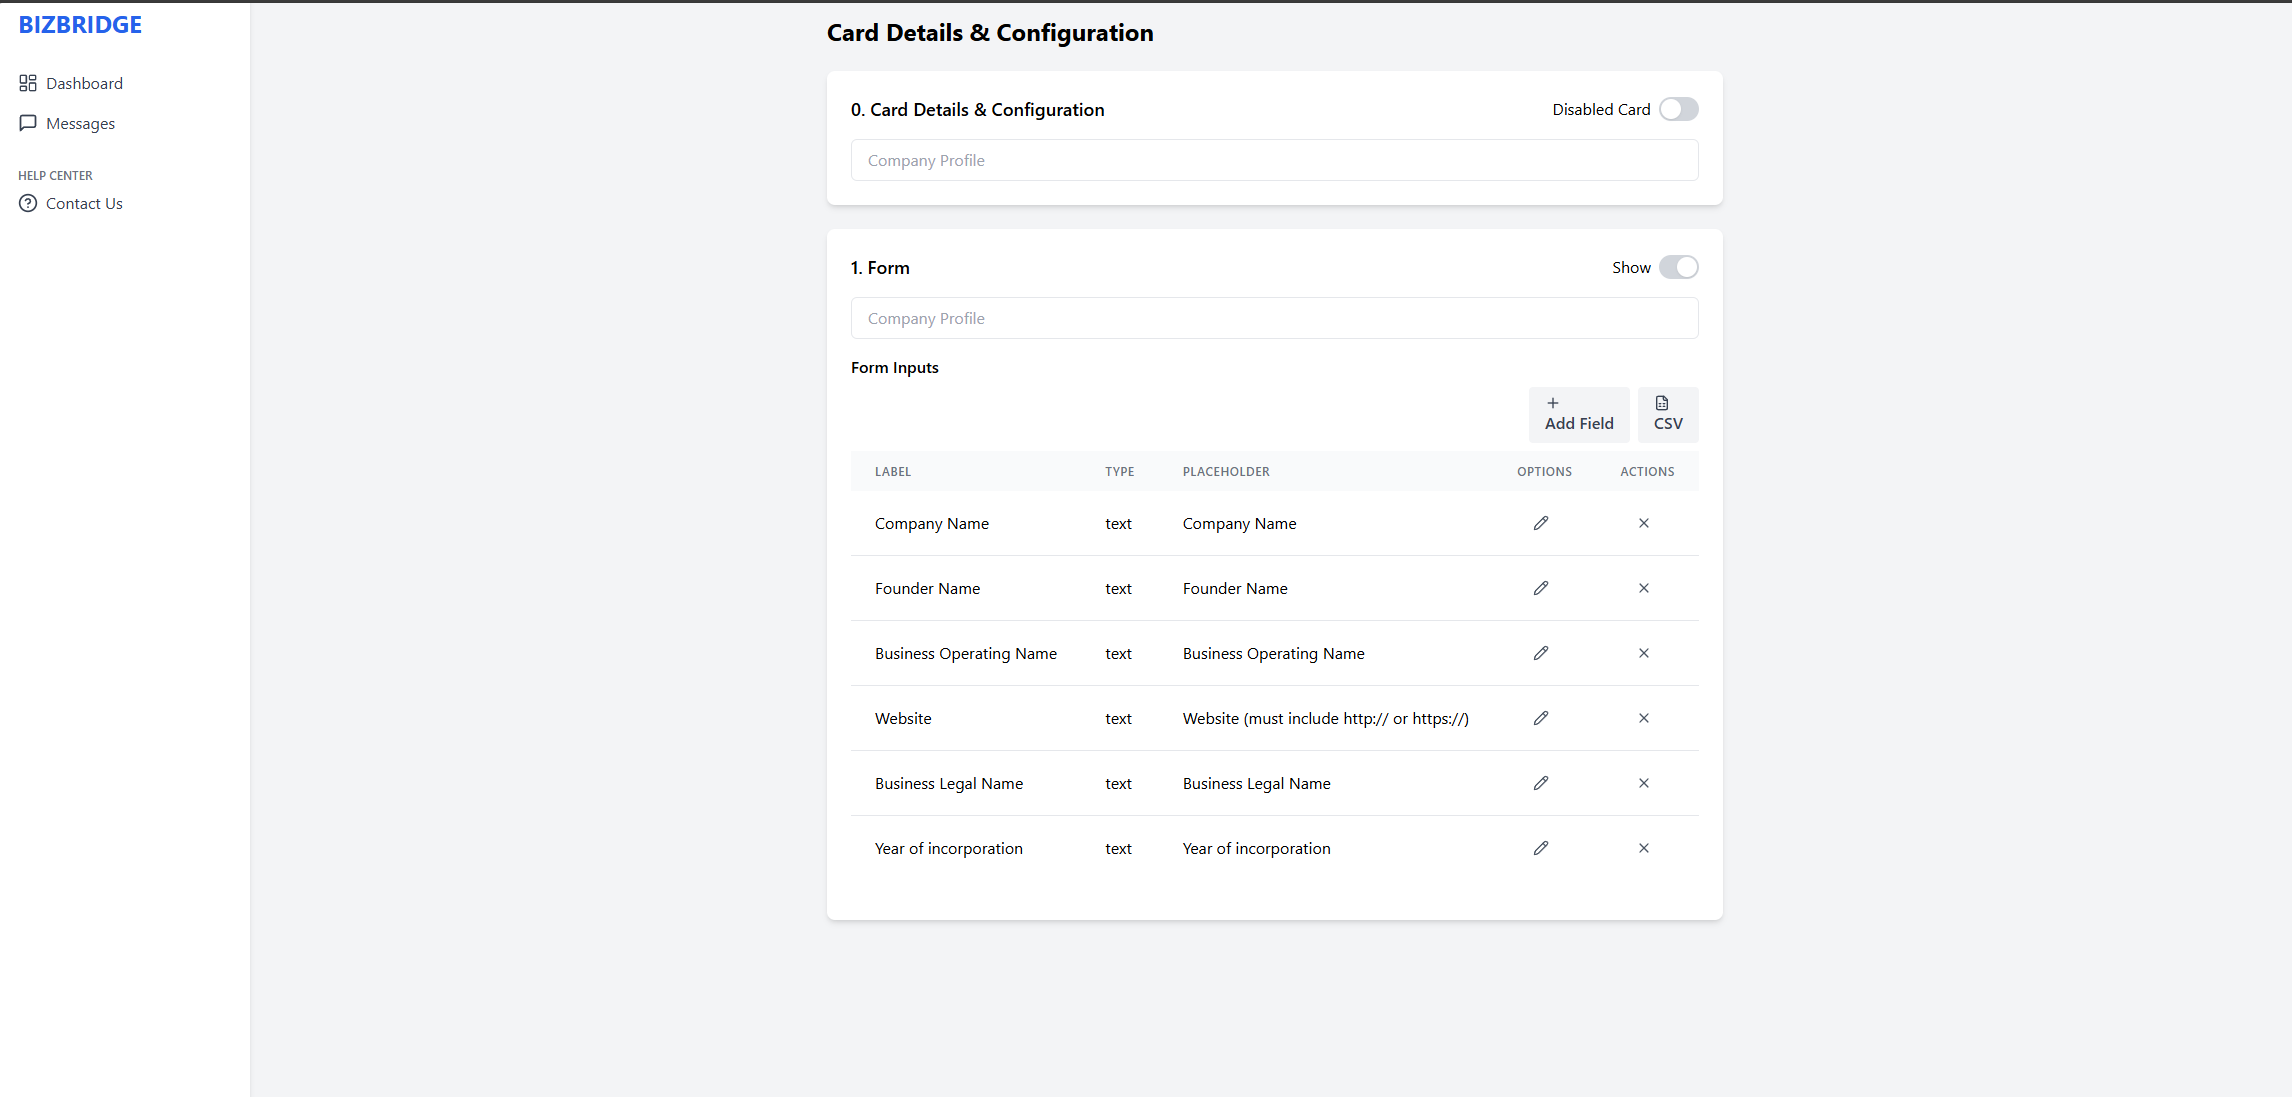 BIZBRIDGE
Dashboard
Messages
HELP CENTER
Contact Us
Card Details & Configuration
0. Card Details & Configuration
Disabled Card
Company Profile
1. Form
Show
Company Profile
Form Inputs
Add Field
CSV
LABEL TYPE PLACEHOLDER OPTIONS ACTIONS
Company Name text Company Name
Founder Name text Founder Name
Business Operating Name text Business Operating Name
Website text Website (must include http:// or https://)
Business Legal Name text Business Legal Name
Year of incorporation text Year of incorporation